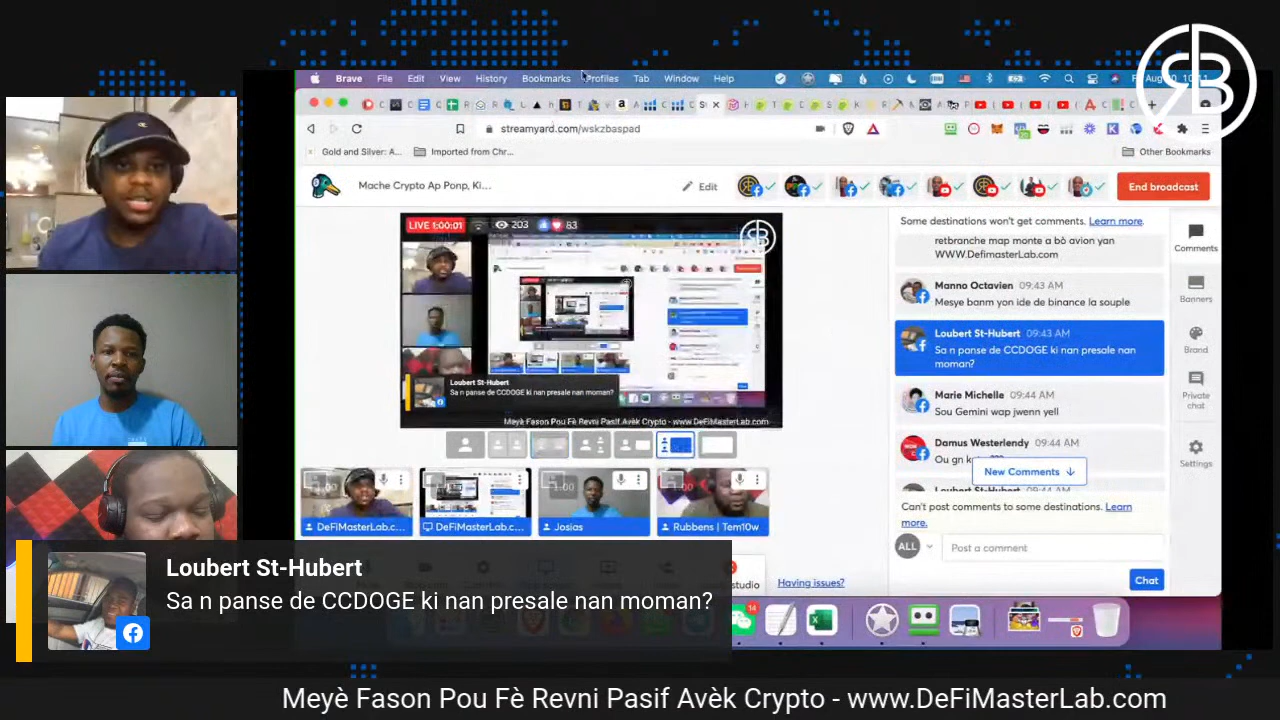 Brave File Edit View History Bookmarks Profiles Tab Window Help
streamyard.com/wskzbaspad
Gold and Silver: A... Imported from Chr... Other Bookmarks
Mache Crypto Ap Ponp, Ki...
Edit
End broadcast
LIVE 1:00:01 203 83
Loubert St-Hubert
Sa n panse de CCDOGE ki nan presale nan moman?
Meyè Fason Pou Fè Revni Pasif Avèk Crypto - www.DeFiMasterLab.com
DeFiMasterLab.c...
DeFiMasterLab.c...
Josias
Rubbens | Tem10w
studio
Having issues?
Some destinations won't get comments. Learn more.
retbranche map monte a bò avion yan
WWW.DefimasterLab.com
Manno Octavien 09:43 AM
Mesye banm yon ide de binance la souple
Loubert St-Hubert 09:43 AM
Sa n panse de CCDOGE ki nan presale nan
moman?
Marie Michelle 09:44 AM
Sou Gemini wap jwenn yell
Damus Westerlendy 09:44 AM
New Comments
Can't post comments to some destinations. Learn
more.
ALL
Post a comment
Chat
Comments
Banners
Brand
Private
chat
Settings
14
Loubert St-Hubert
Sa n panse de CCDOGE ki nan presale nan moman?
Meyè Fason Pou Fè Revni Pasif Avèk Crypto - www.DeFiMasterLab.com